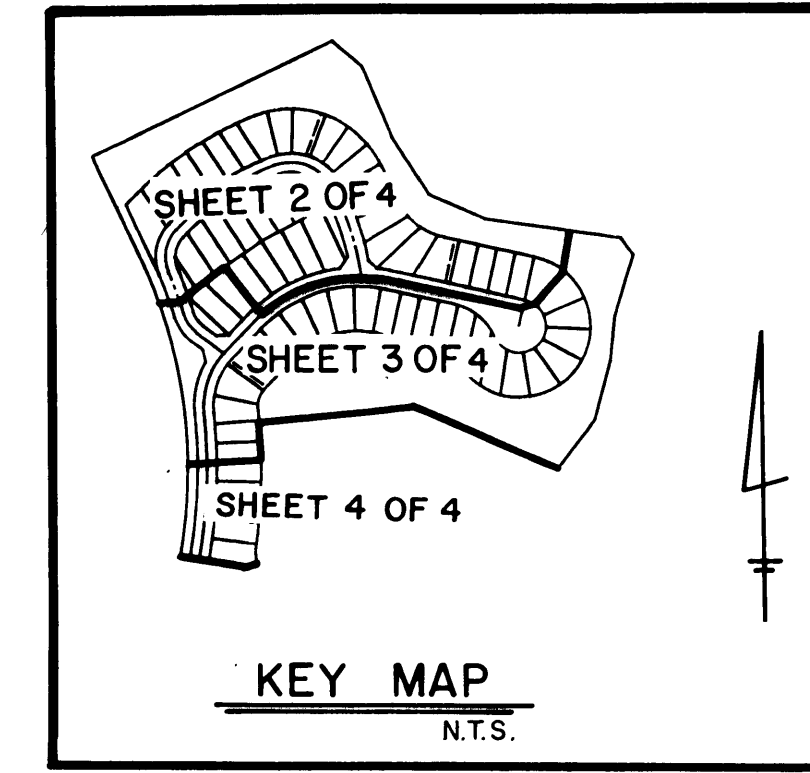 SHEET 2 OF 4
SHEET 3 OF 4
SHEET 4 OF 4
KEY MAP
N.T.S.